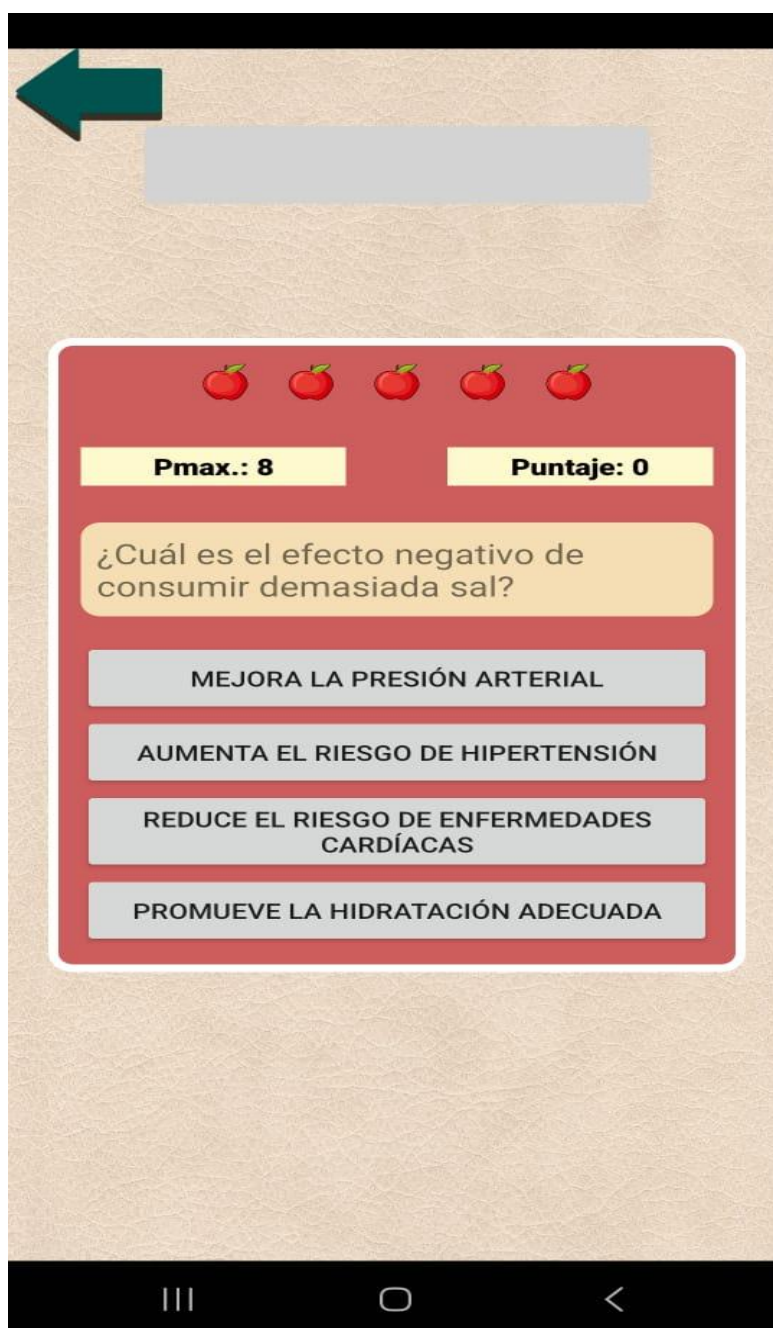 Pmax.: 8
Puntaje: 0
¿Cuál es el efecto negativo de
consumir demasiada sal?
MEJORA LA PRESIÓN ARTERIAL
AUMENTA EL RIESGO DE HIPERTENSIÓN
REDUCE EL RIESGO DE ENFERMEDADES
CARDÍACAS
PROMUEVE LA HIDRATACIÓN ADECUADA